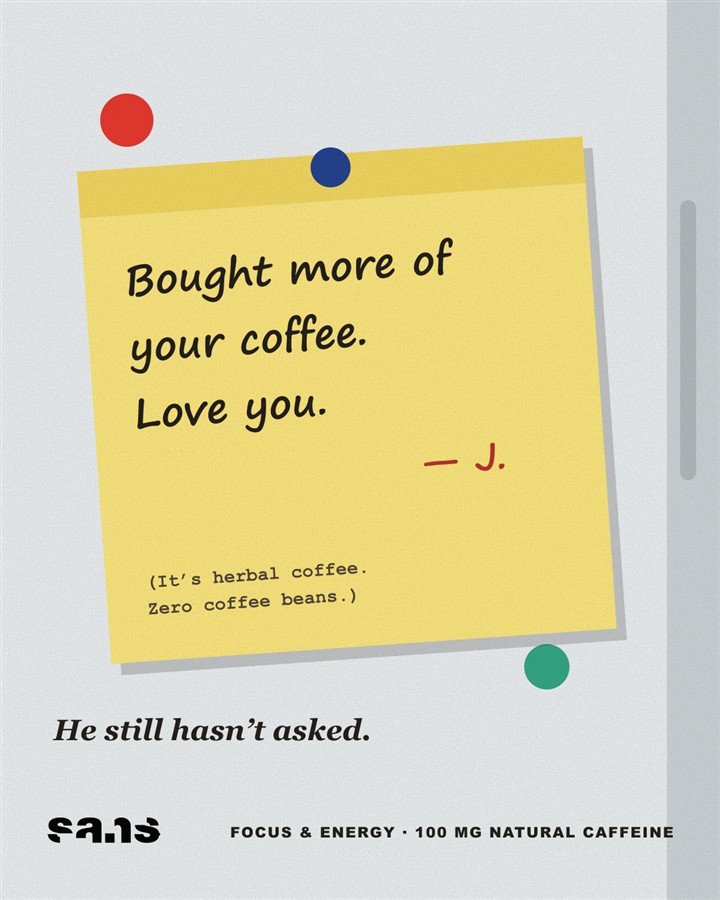 Bought more of
your coffee.
Love you.
— J.
(It’s herbal coffee.
Zero coffee beans.)
He still hasn’t asked.
sans
FOCUS & ENERGY · 100 MG NATURAL CAFFEINE